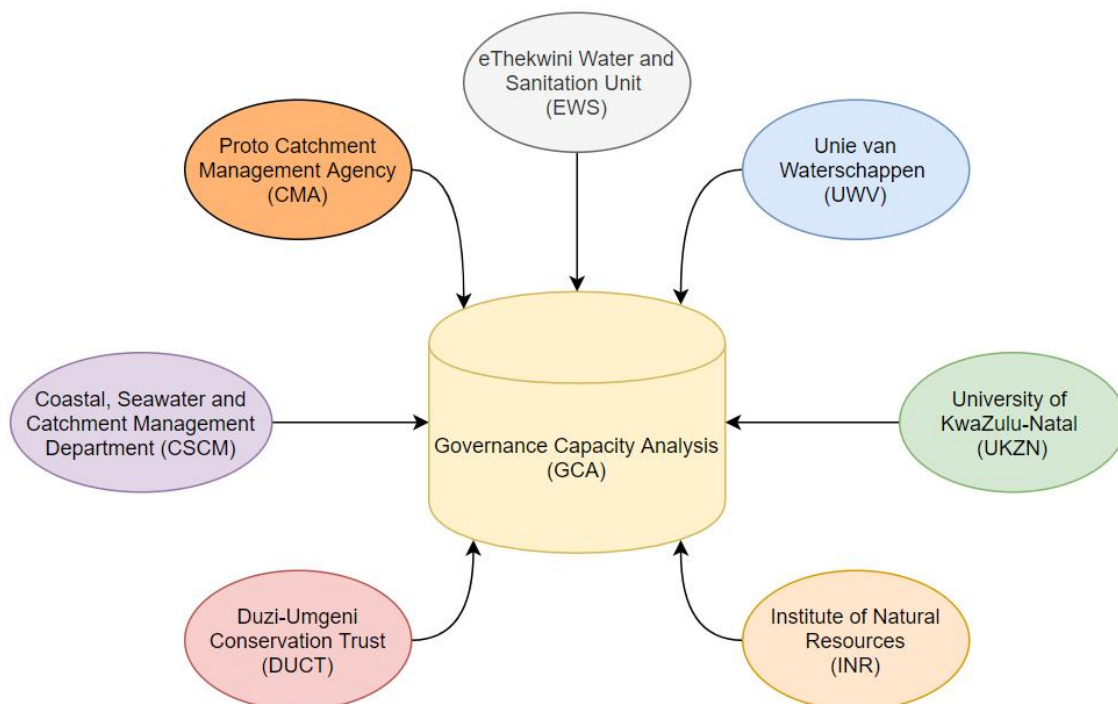 eThekwini Water and
Sanitation Unit
(EWS)
Proto Catchment
Management Agency
(CMA)
Unie van
Waterschappen
(UWV)
Coastal, Seawater and
Catchment Management
Department (CSCM)
Governance Capacity Analysis
(GCA)
University of
KwaZulu-Natal
(UKZN)
Duzi-Umgeni
Conservation Trust
(DUCT)
Institute of Natural
Resources
(INR)